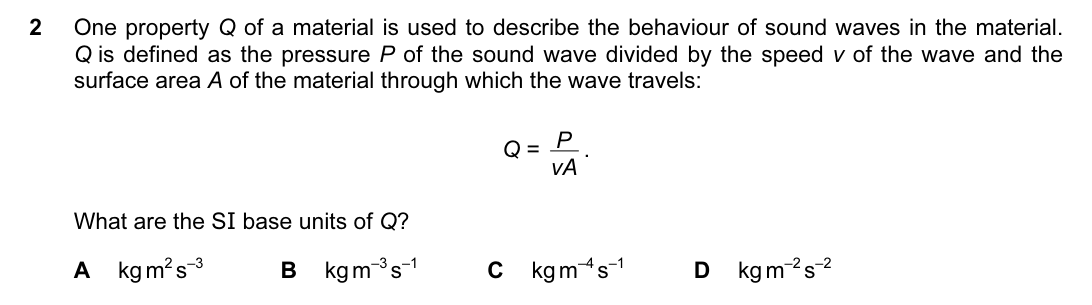 2 One property Q of a material is used to describe the behaviour of sound waves in the material.
Q is defined as the pressure P of the sound wave divided by the speed v of the wave and the
surface area A of the material through which the wave travels:
Q = P/vA .
What are the SI base units of Q?
A kg m² s⁻³ B kg m⁻³ s⁻¹ C kg m⁻⁴ s⁻¹ D kg m⁻² s⁻²